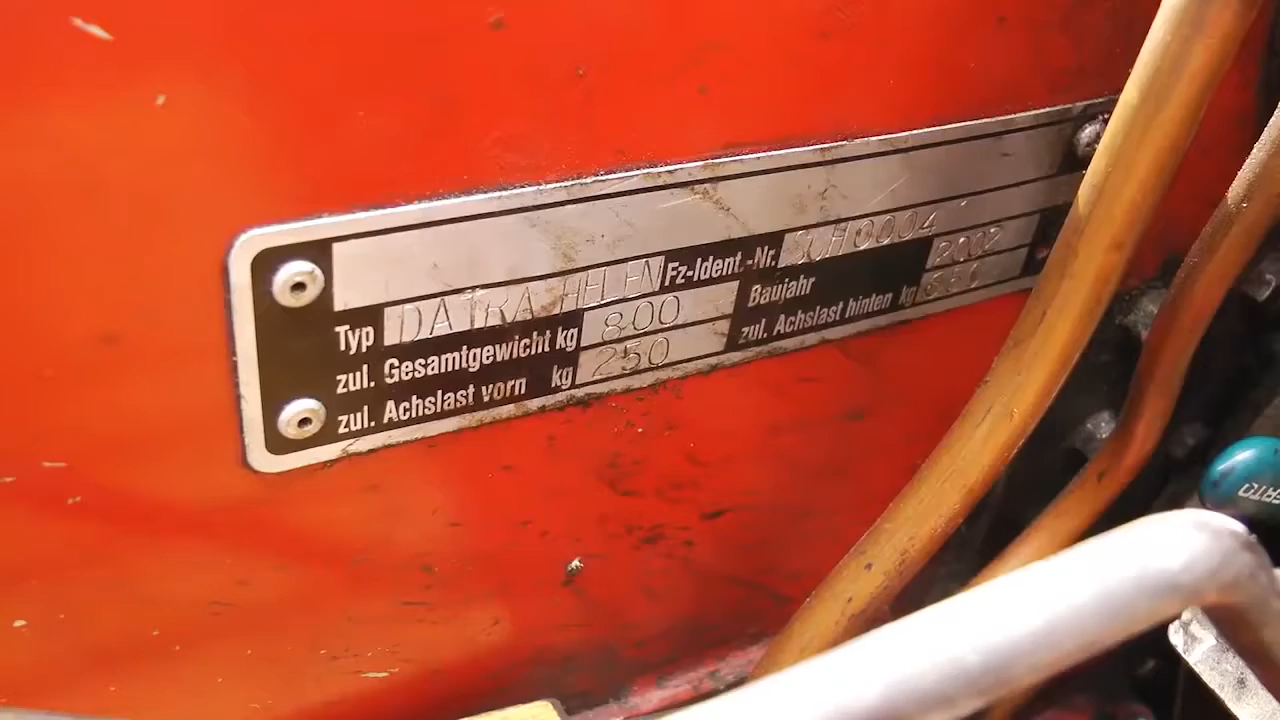 Typ DATRA HELEN Fz-Ident.-Nr. SCH0004
zul. Gesamtgewicht kg 800 Baujahr 2002
zul. Achslast vorn kg 250 zul. Achslast hinten kg 550